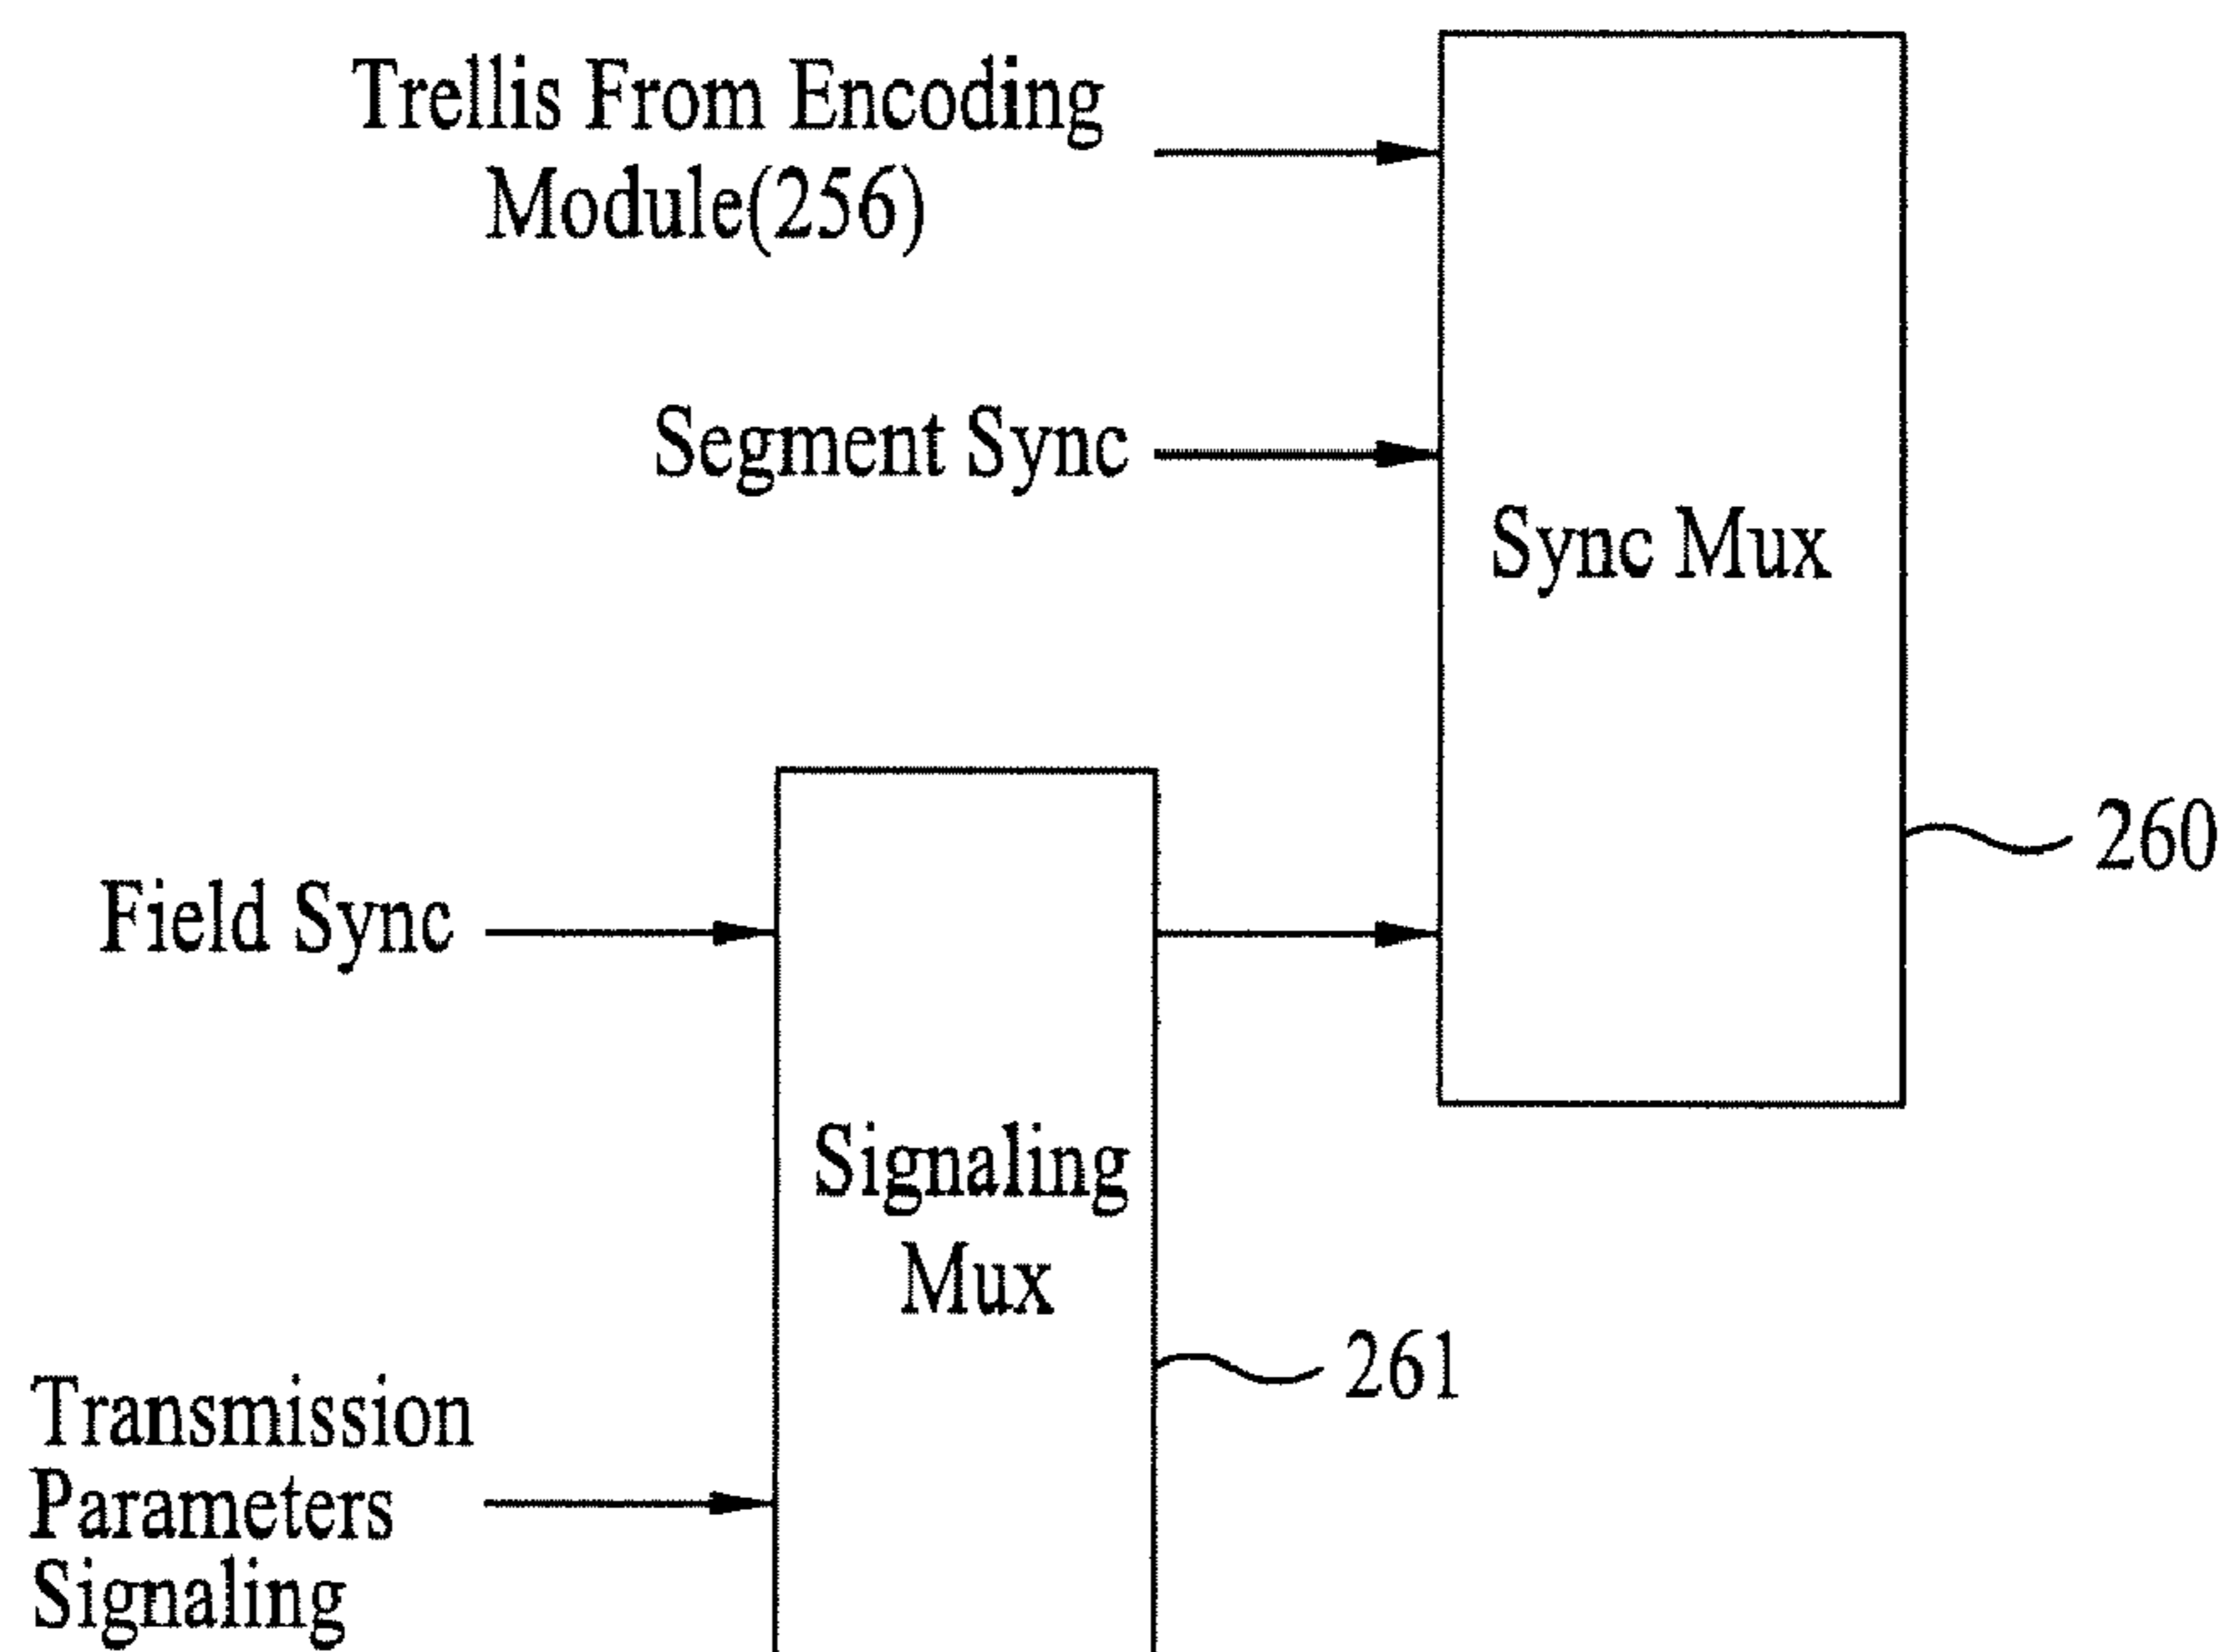 Trellis From Encoding
Module(256)
Segment Sync
Sync Mux
260
Field Sync
Signaling
Mux
261
Transmission
Parameters
Signaling